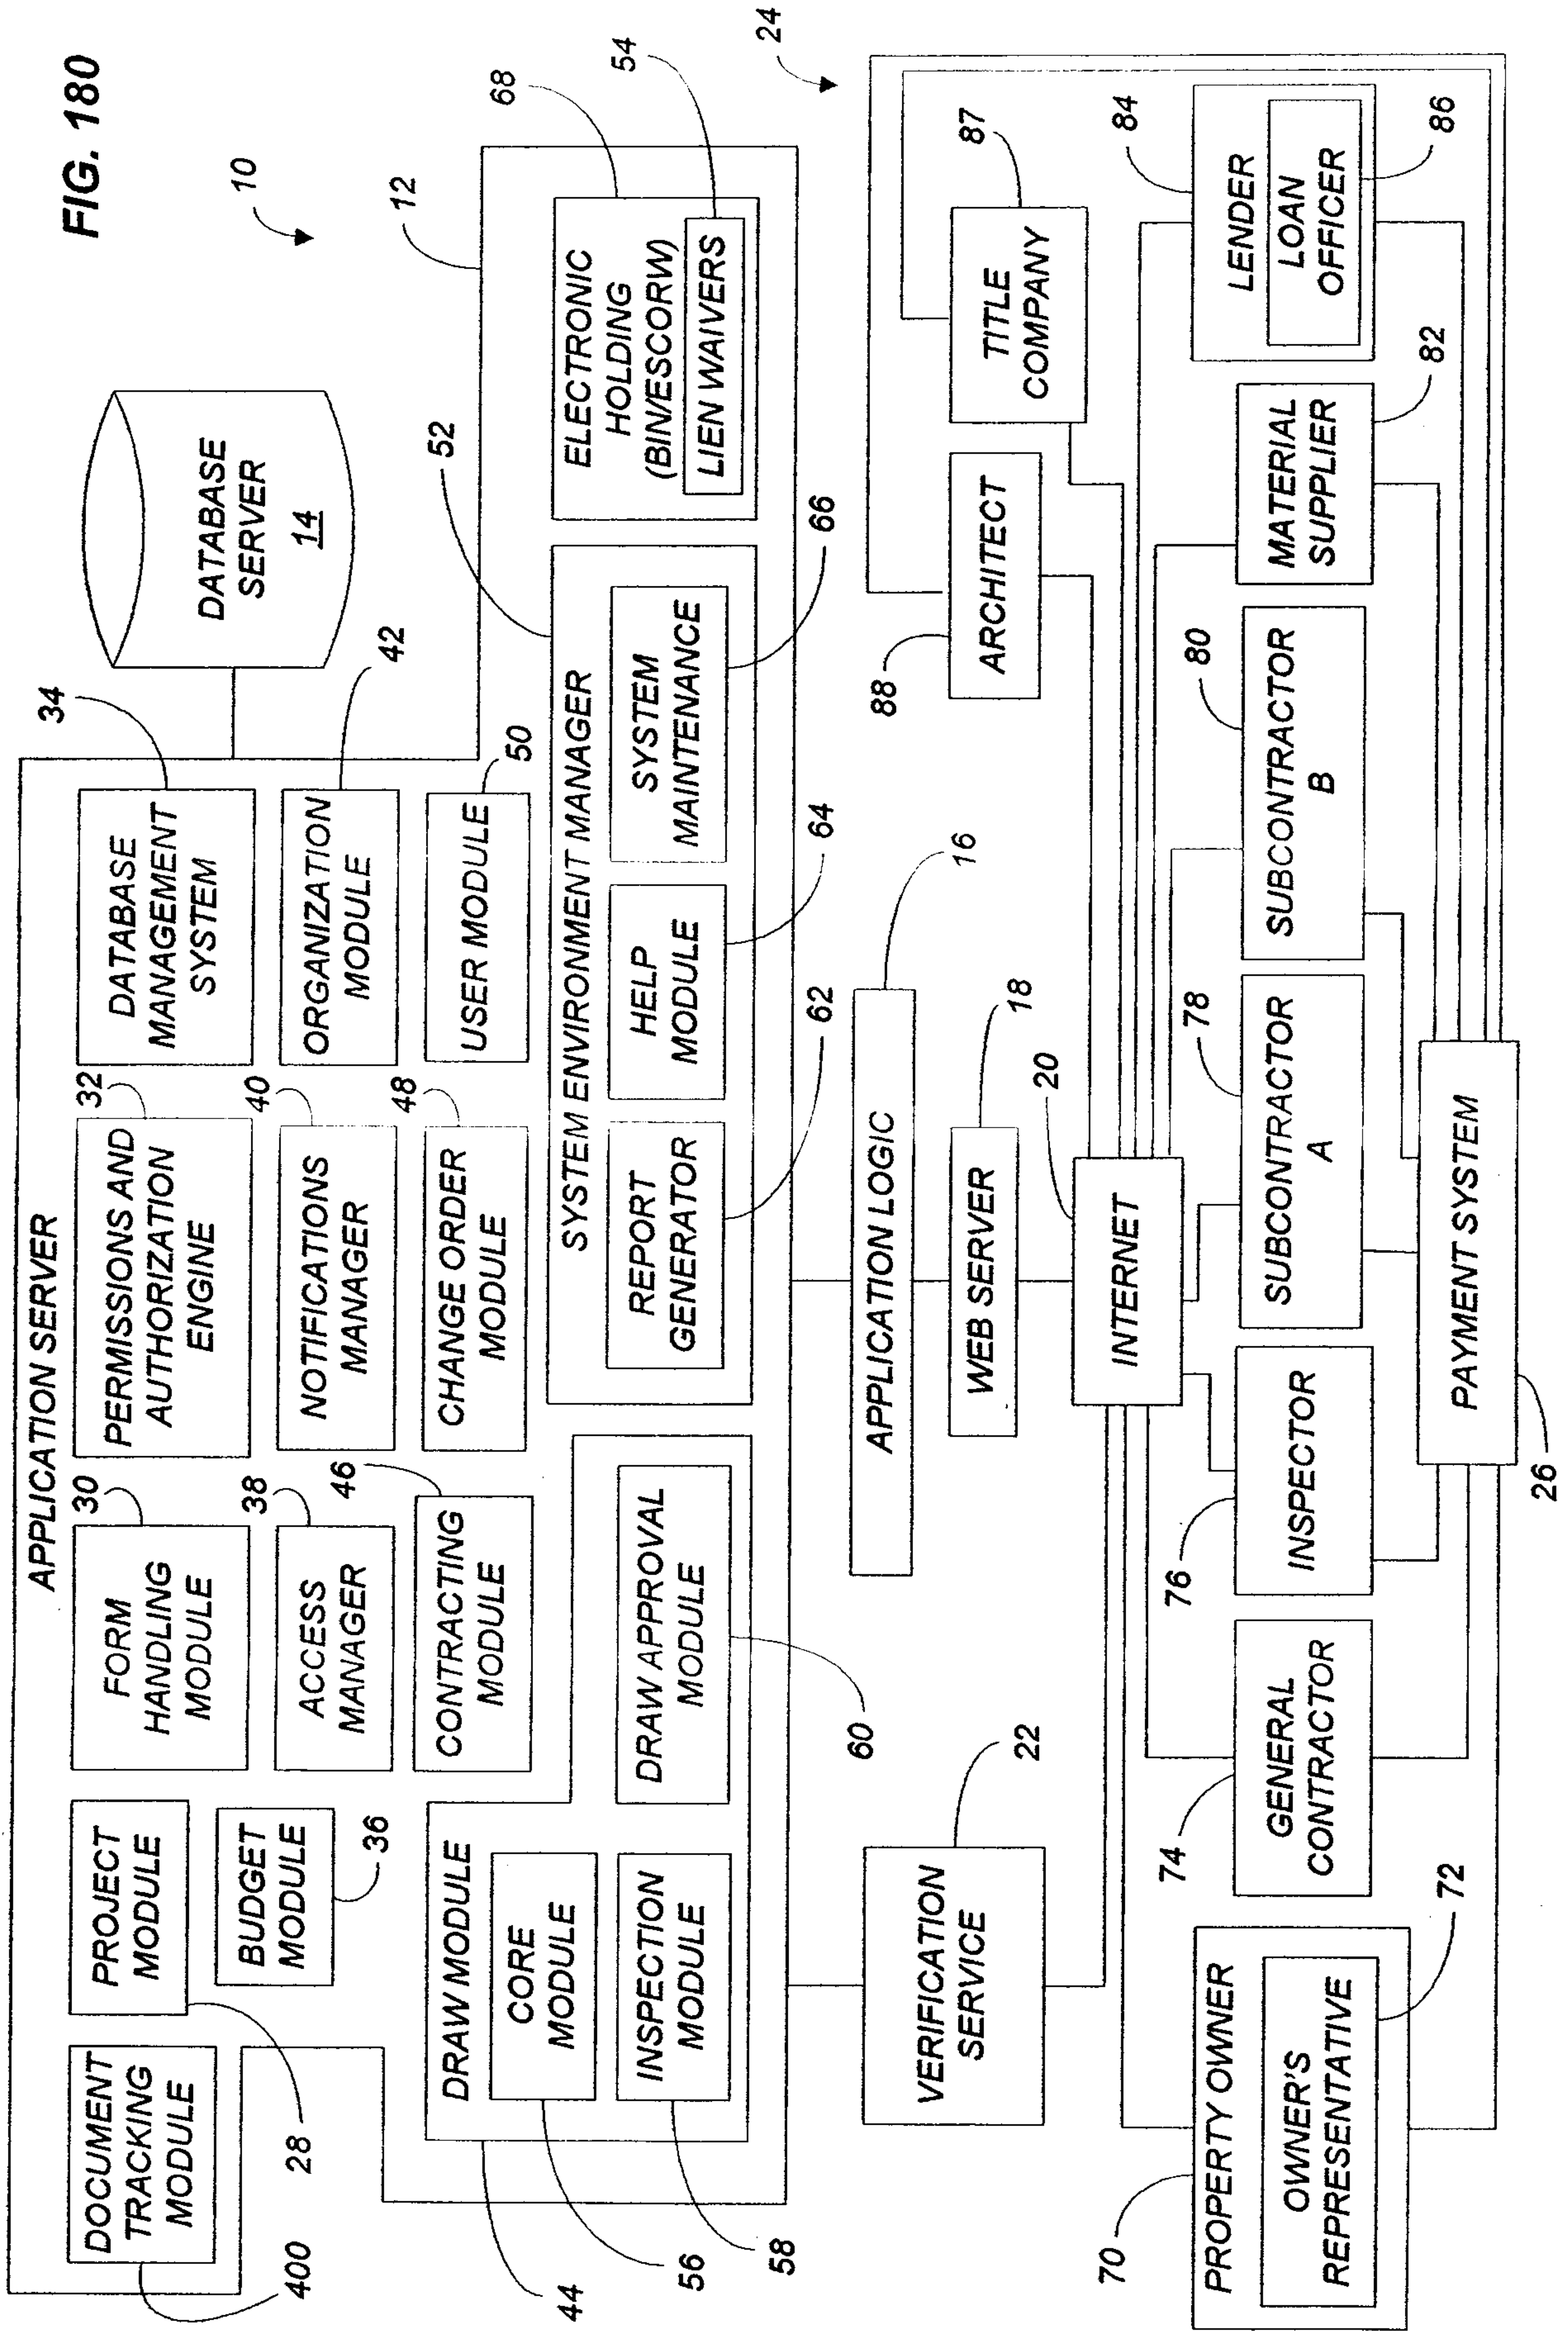 FIG. 180
10
APPLICATION SERVER
12
DATABASE
SERVER
14
DOCUMENT
TRACKING
MODULE
400
PROJECT
MODULE
28
FORM
HANDLING
MODULE
30
PERMISSIONS AND
AUTHORIZATION
ENGINE
32
DATABASE
MANAGEMENT
SYSTEM
34
BUDGET
MODULE
36
ACCESS
MANAGER
38
NOTIFICATIONS
MANAGER
40
ORGANIZATION
MODULE
42
CONTRACTING
MODULE
46
CHANGE ORDER
MODULE
48
USER MODULE
50
DRAW MODULE
44
CORE
MODULE
56
INSPECTION
MODULE
58
DRAW APPROVAL
MODULE
60
SYSTEM ENVIRONMENT MANAGER
52
REPORT
GENERATOR
62
HELP
MODULE
64
SYSTEM
MAINTENANCE
66
ELECTRONIC
HOLDING
(BIN/ESCORW)
68
LIEN WAIVERS
54
VERIFICATION
SERVICE
22
APPLICATION LOGIC
16
WEB SERVER
18
INTERNET
20
ARCHITECT
88
TITLE
COMPANY
87
24
PROPERTY OWNER
70
OWNER'S
REPRESENTATIVE
72
GENERAL
CONTRACTOR
74
INSPECTOR
76
SUBCONTRACTOR
A
78
SUBCONTRACTOR
B
80
MATERIAL
SUPPLIER
82
LENDER
84
LOAN
OFFICER
86
PAYMENT SYSTEM
26